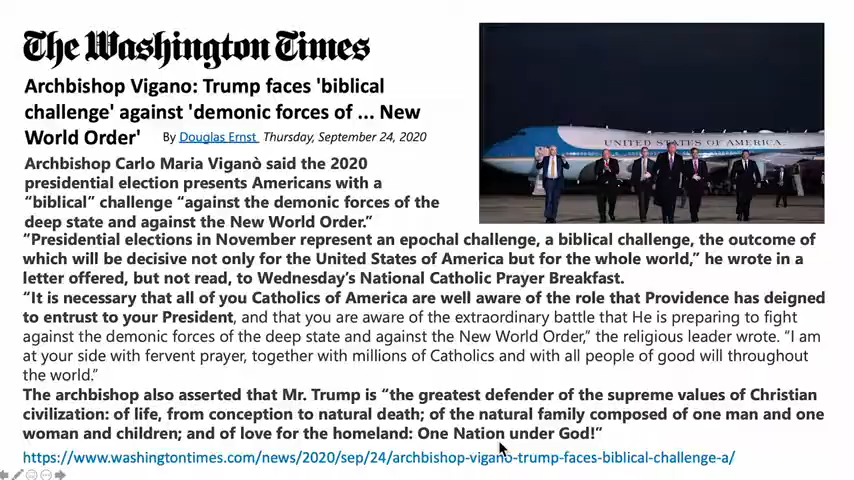 The Washington Times
Archbishop Vigano: Trump faces 'biblical
challenge' against 'demonic forces of ... New
World Order' By Douglas Ernst Thursday, September 24, 2020
Archbishop Carlo Maria Viganò said the 2020
presidential election presents Americans with a
“biblical” challenge “against the demonic forces of the
deep state and against the New World Order.”
“Presidential elections in November represent an epochal challenge, a biblical challenge, the outcome of
which will be decisive not only for the United States of America but for the whole world,” he wrote in a
letter offered, but not read, to Wednesday’s National Catholic Prayer Breakfast.
“It is necessary that all of you Catholics of America are well aware of the role that Providence has deigned
to entrust to your President, and that you are aware of the extraordinary battle that He is preparing to fight
against the demonic forces of the deep state and against the New World Order,” the religious leader wrote. “I am
at your side with fervent prayer, together with millions of Catholics and with all people of good will throughout
the world.”
The archbishop also asserted that Mr. Trump is “the greatest defender of the supreme values of Christian
civilization: of life, from conception to natural death; of the natural family composed of one man and one
woman and children; and of love for the homeland: One Nation under God!”
https://www.washingtontimes.com/news/2020/sep/24/archbishop-vigano-trump-faces-biblical-challenge-a/
UNITED STATES OF AMERICA